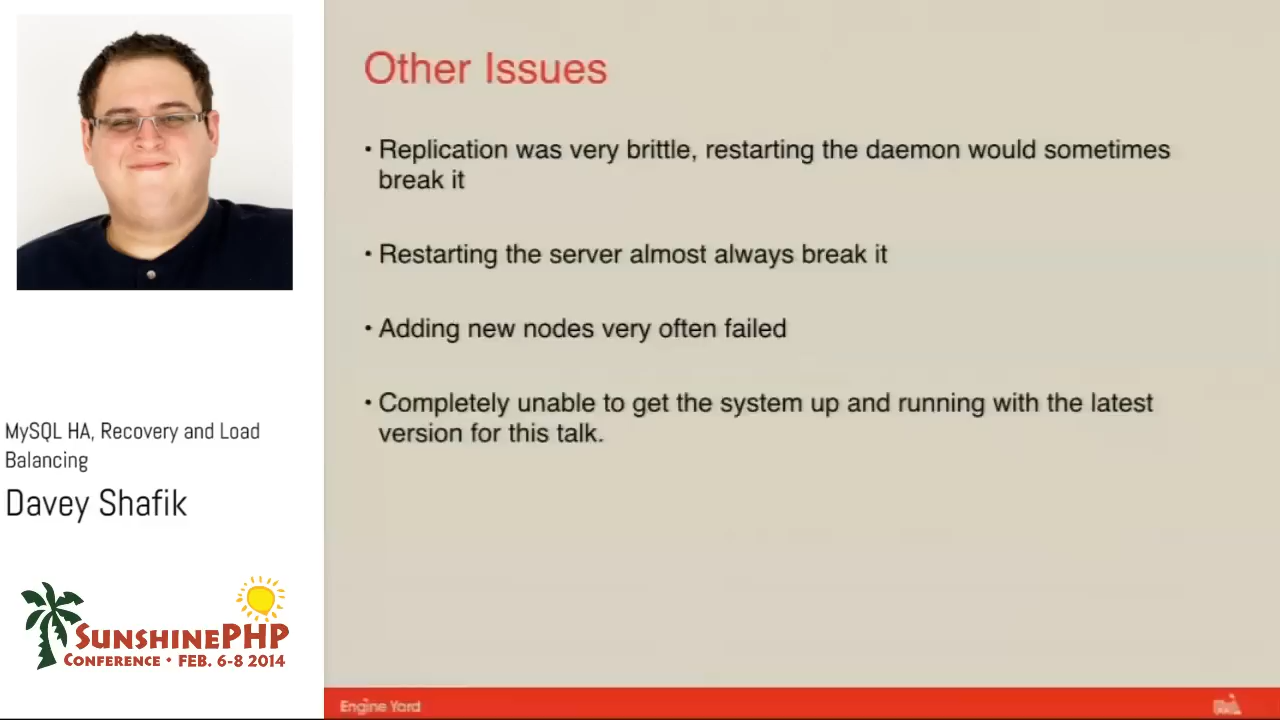 Other Issues
• Replication was very brittle, restarting the daemon would sometimes
break it
• Restarting the server almost always break it
• Adding new nodes very often failed
• Completely unable to get the system up and running with the latest
version for this talk.
MySQL HA, Recovery and Load
Balancing
Davey Shafik
SUNSHINEPHP
CONFERENCE • FEB. 6-8 2014
Engine Yard